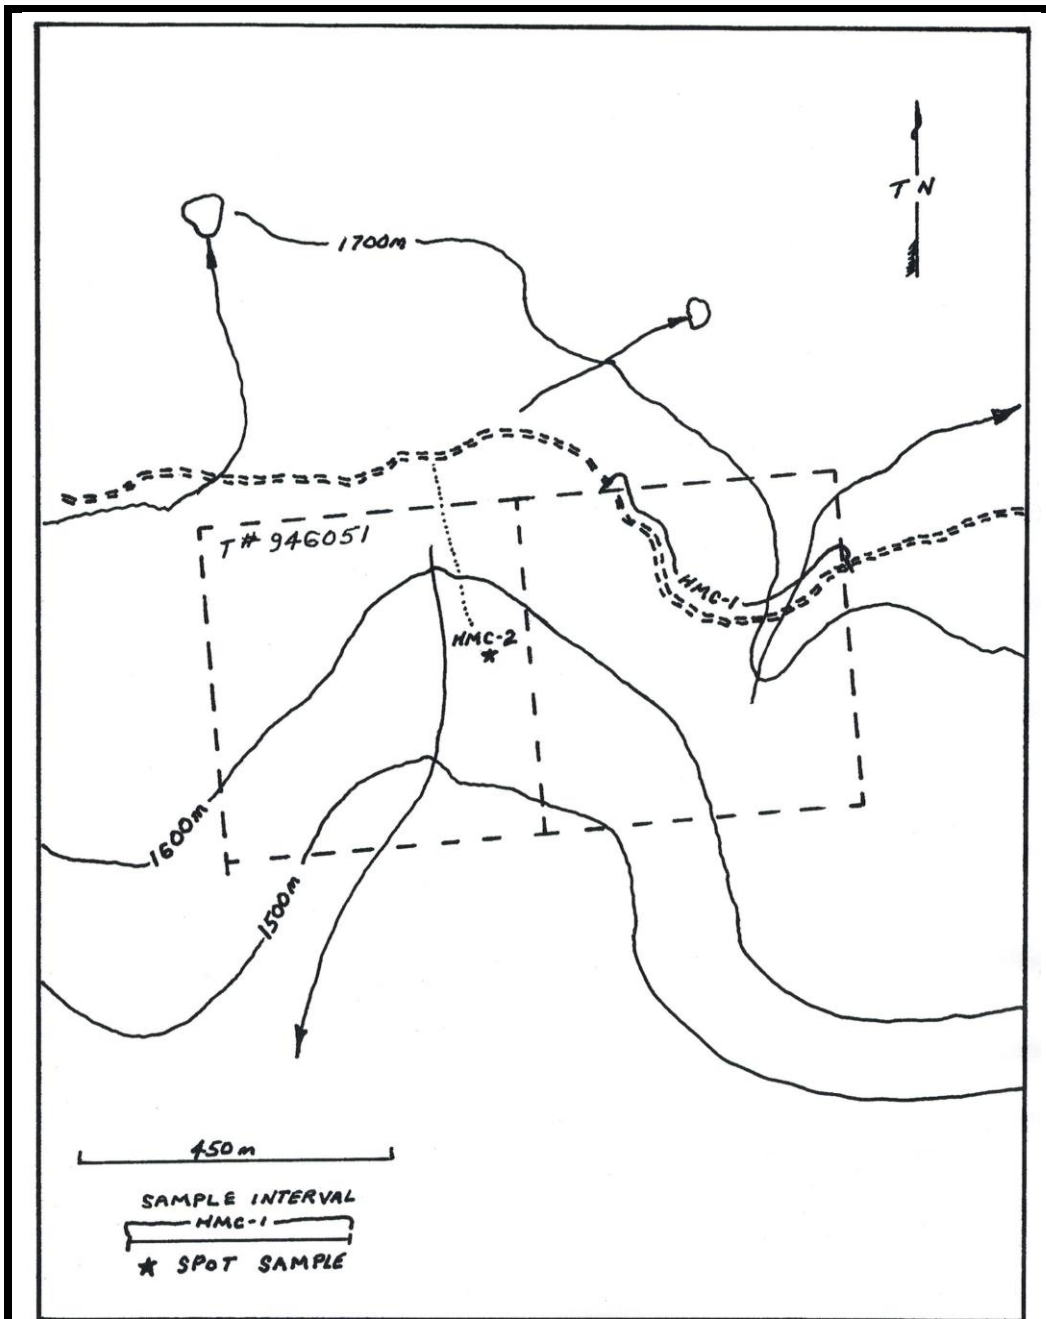 T N
1700m
T# 946051
HMC-1
HMC-2
*
1600m
1500m
450m
SAMPLE INTERVAL
HMC-1
* SPOT SAMPLE